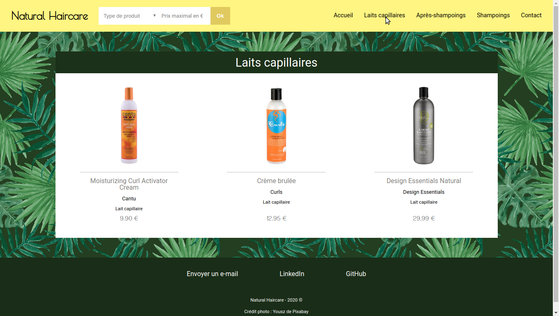 Natural Haircare
Type de produit
Prix maximal en €
Ok
Accueil
Laits capillaires
Après-shampoings
Shampoings
Contact
Laits capillaires
Moisturizing Curl Activator
Cream
Cantu
Lait capillaire
9,90 €
Crème brulée
Curls
Lait capillaire
12,95 €
Design Essentials Natural
Design Essentials
Lait capillaire
29,99 €
Envoyer un e-mail
LinkedIn
GitHub
Natural Haircare - 2020 ©
Crédit photo : Yousz de Pixabay